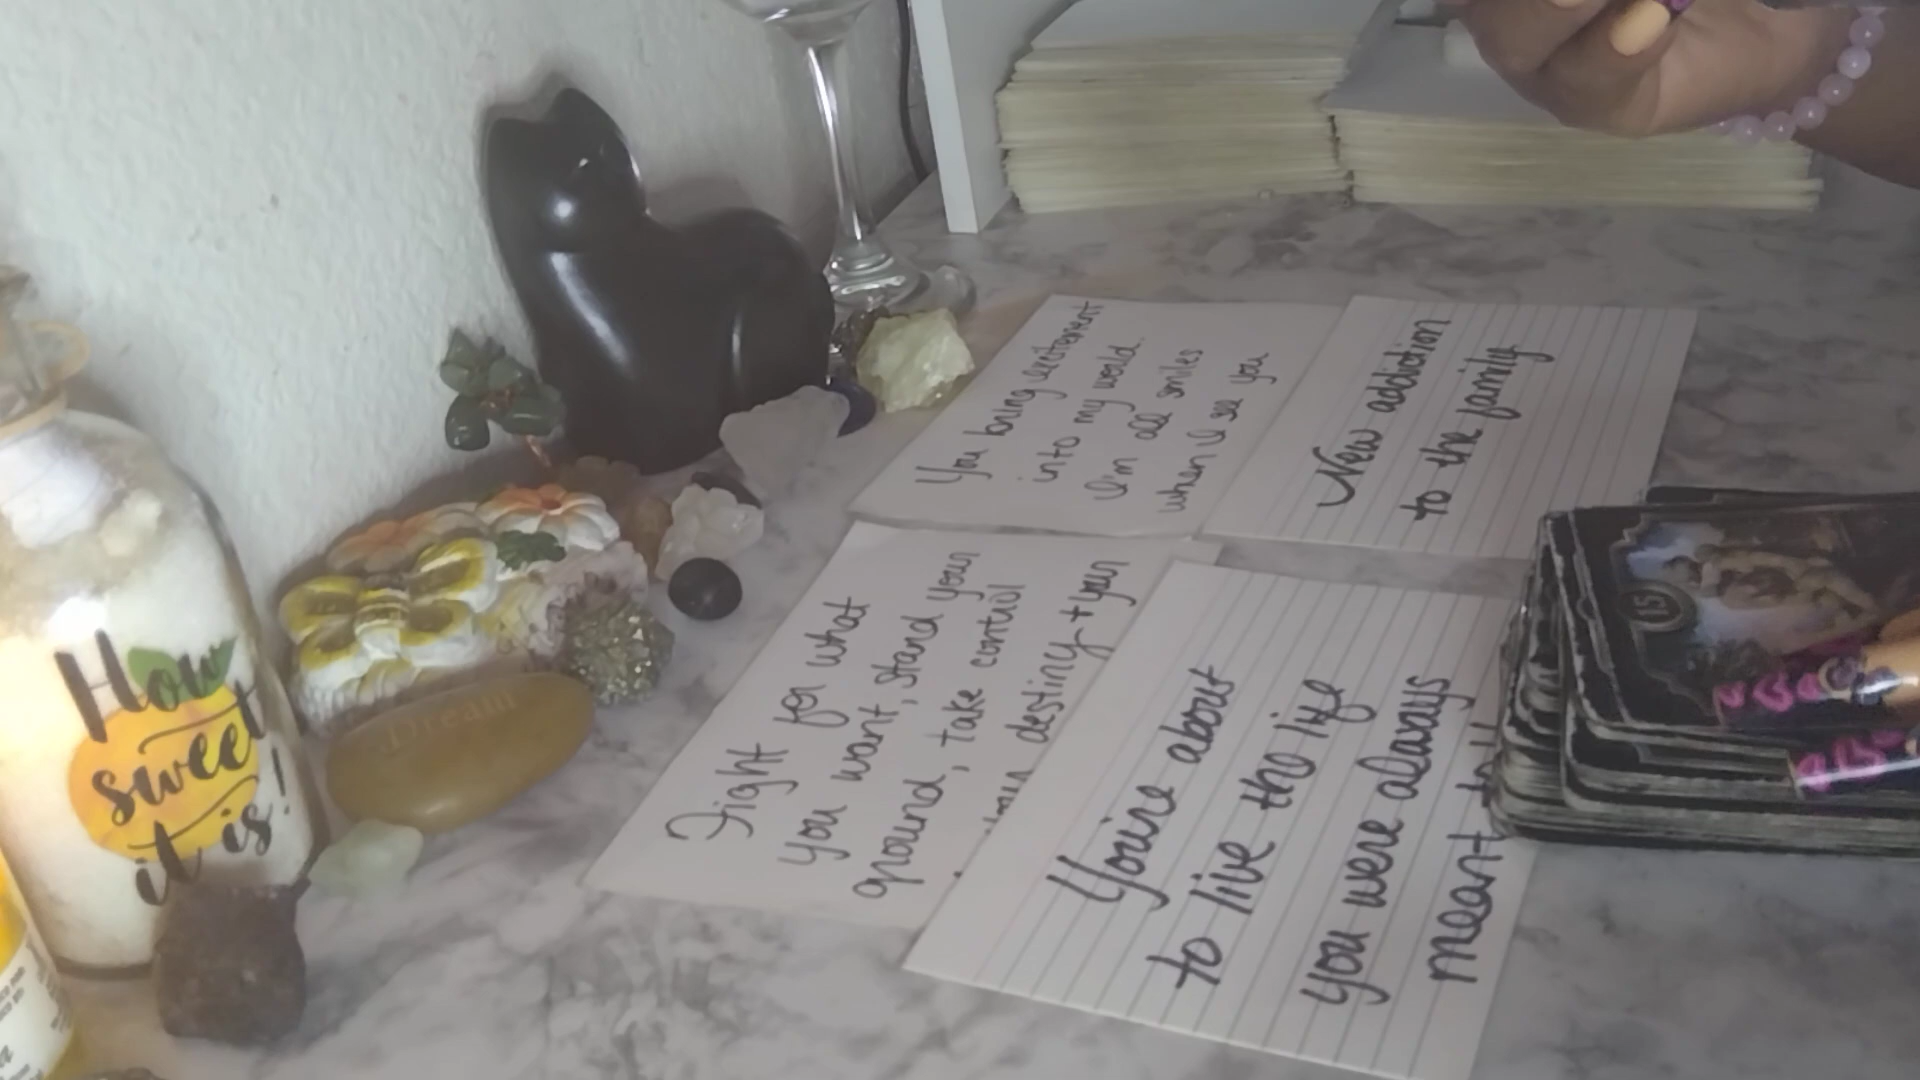 You bring excitement
into my world.
I'm all smiles
when I see you
New addiction
to the family
Fight for what
you want, stand your
ground, take control
your destiny + your
You're about
to live the life
you were always
meant to
How
sweet
it is!
Dream
15